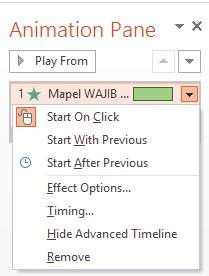 Animation Pane
Play From
1 Mapel WAJIB ...
Start On Click
Start With Previous
Start After Previous
Effect Options...
Timing...
Hide Advanced Timeline
Remove